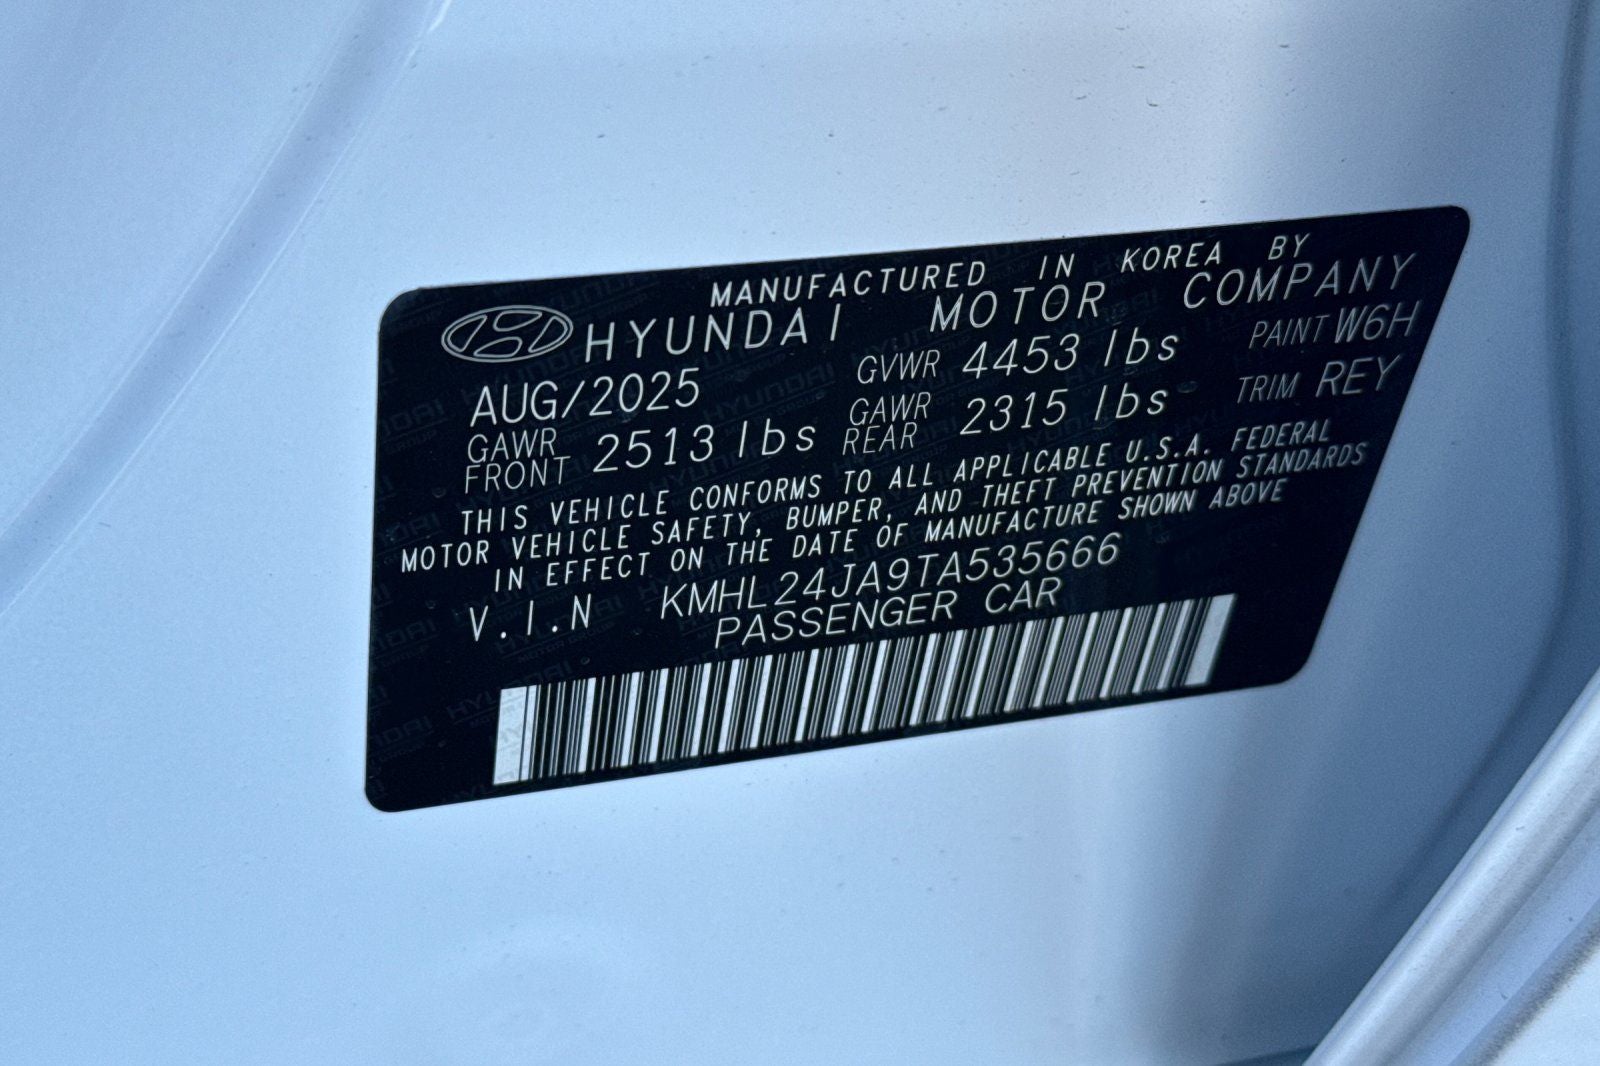 MANUFACTURED IN KOREA BY
HYUNDAI MOTOR COMPANY
AUG/2025 GVWR 4453 lbs PAINT W6H
GAWR FRONT 2513 lbs GAWR REAR 2315 lbs TRIM REY
THIS VEHICLE CONFORMS TO ALL APPLICABLE U.S.A. FEDERAL
MOTOR VEHICLE SAFETY, BUMPER, AND THEFT PREVENTION STANDARDS
IN EFFECT ON THE DATE OF MANUFACTURE SHOWN ABOVE
V.I.N KMHL24JA9TA535666
PASSENGER CAR